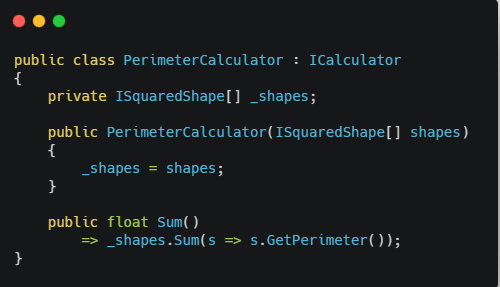 public class PerimeterCalculator : ICalculator
{
    private ISquaredShape[] _shapes;

    public PerimeterCalculator(ISquaredShape[] shapes)
    {
        _shapes = shapes;
    }

    public float Sum()
        => _shapes.Sum(s => s.GetPerimeter());
}